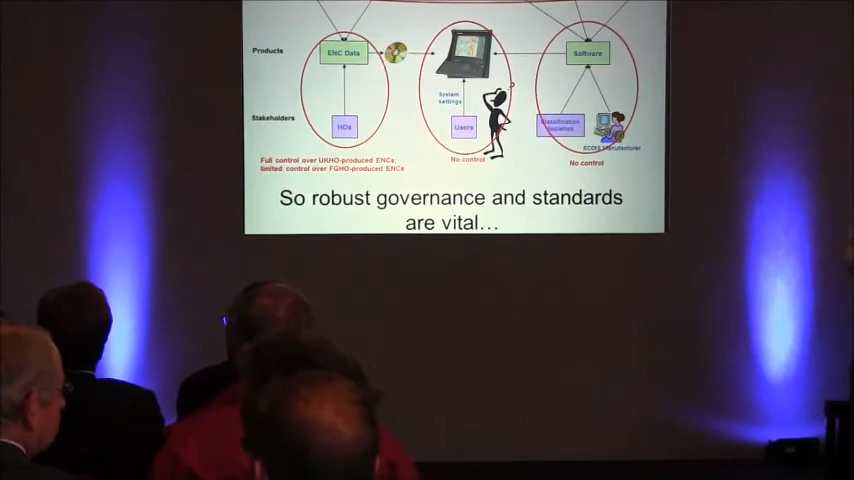 Products
ENC Data
Software
System
settings
Stakeholders
HOs
Users
Classification
Societies
ECDIS Manufacturer
Full control over UKHO-produced ENCs;
limited control over FGHO-produced ENCs
No control
No control
So robust governance and standards
are vital...